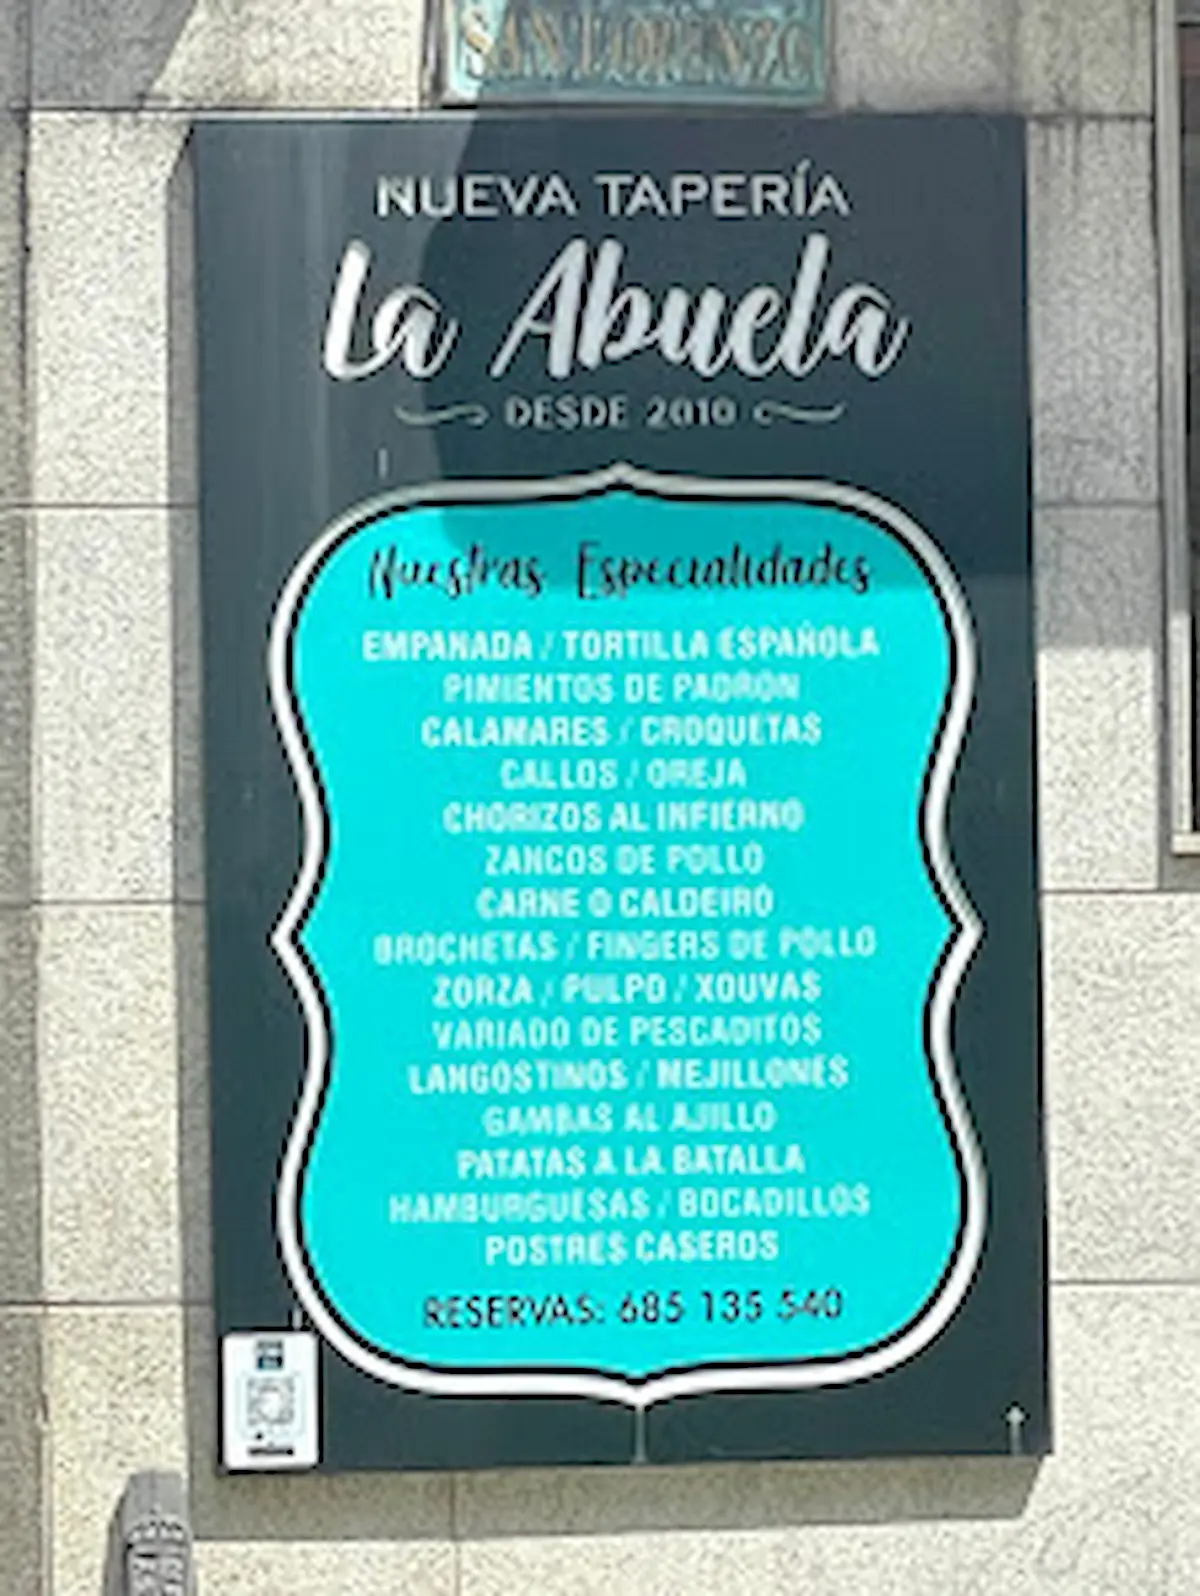 SAN LORENZO
NUEVA TAPERÍA
La Abuela
DESDE 2010
Nuestras Especialidades
EMPANADA / TORTILLA ESPAÑOLA
PIMIENTOS DE PADRÓN
CALAMARES / CROQUETAS
CALLOS / OREJA
CHORIZOS AL INFIERNO
ZANCOS DE POLLO
CARNE O CALDEIRO
BROCHETAS / FINGERS DE POLLO
ZORZA / PULPO / XOUVAS
VARIADO DE PESCADITOS
LANGOSTINOS / MEJILLONES
GAMBAS AL AJILLO
PATATAS A LA BATALLA
HAMBURGUESAS / BOCADILLOS
POSTRES CASEROS
RESERVAS: 685 135 540